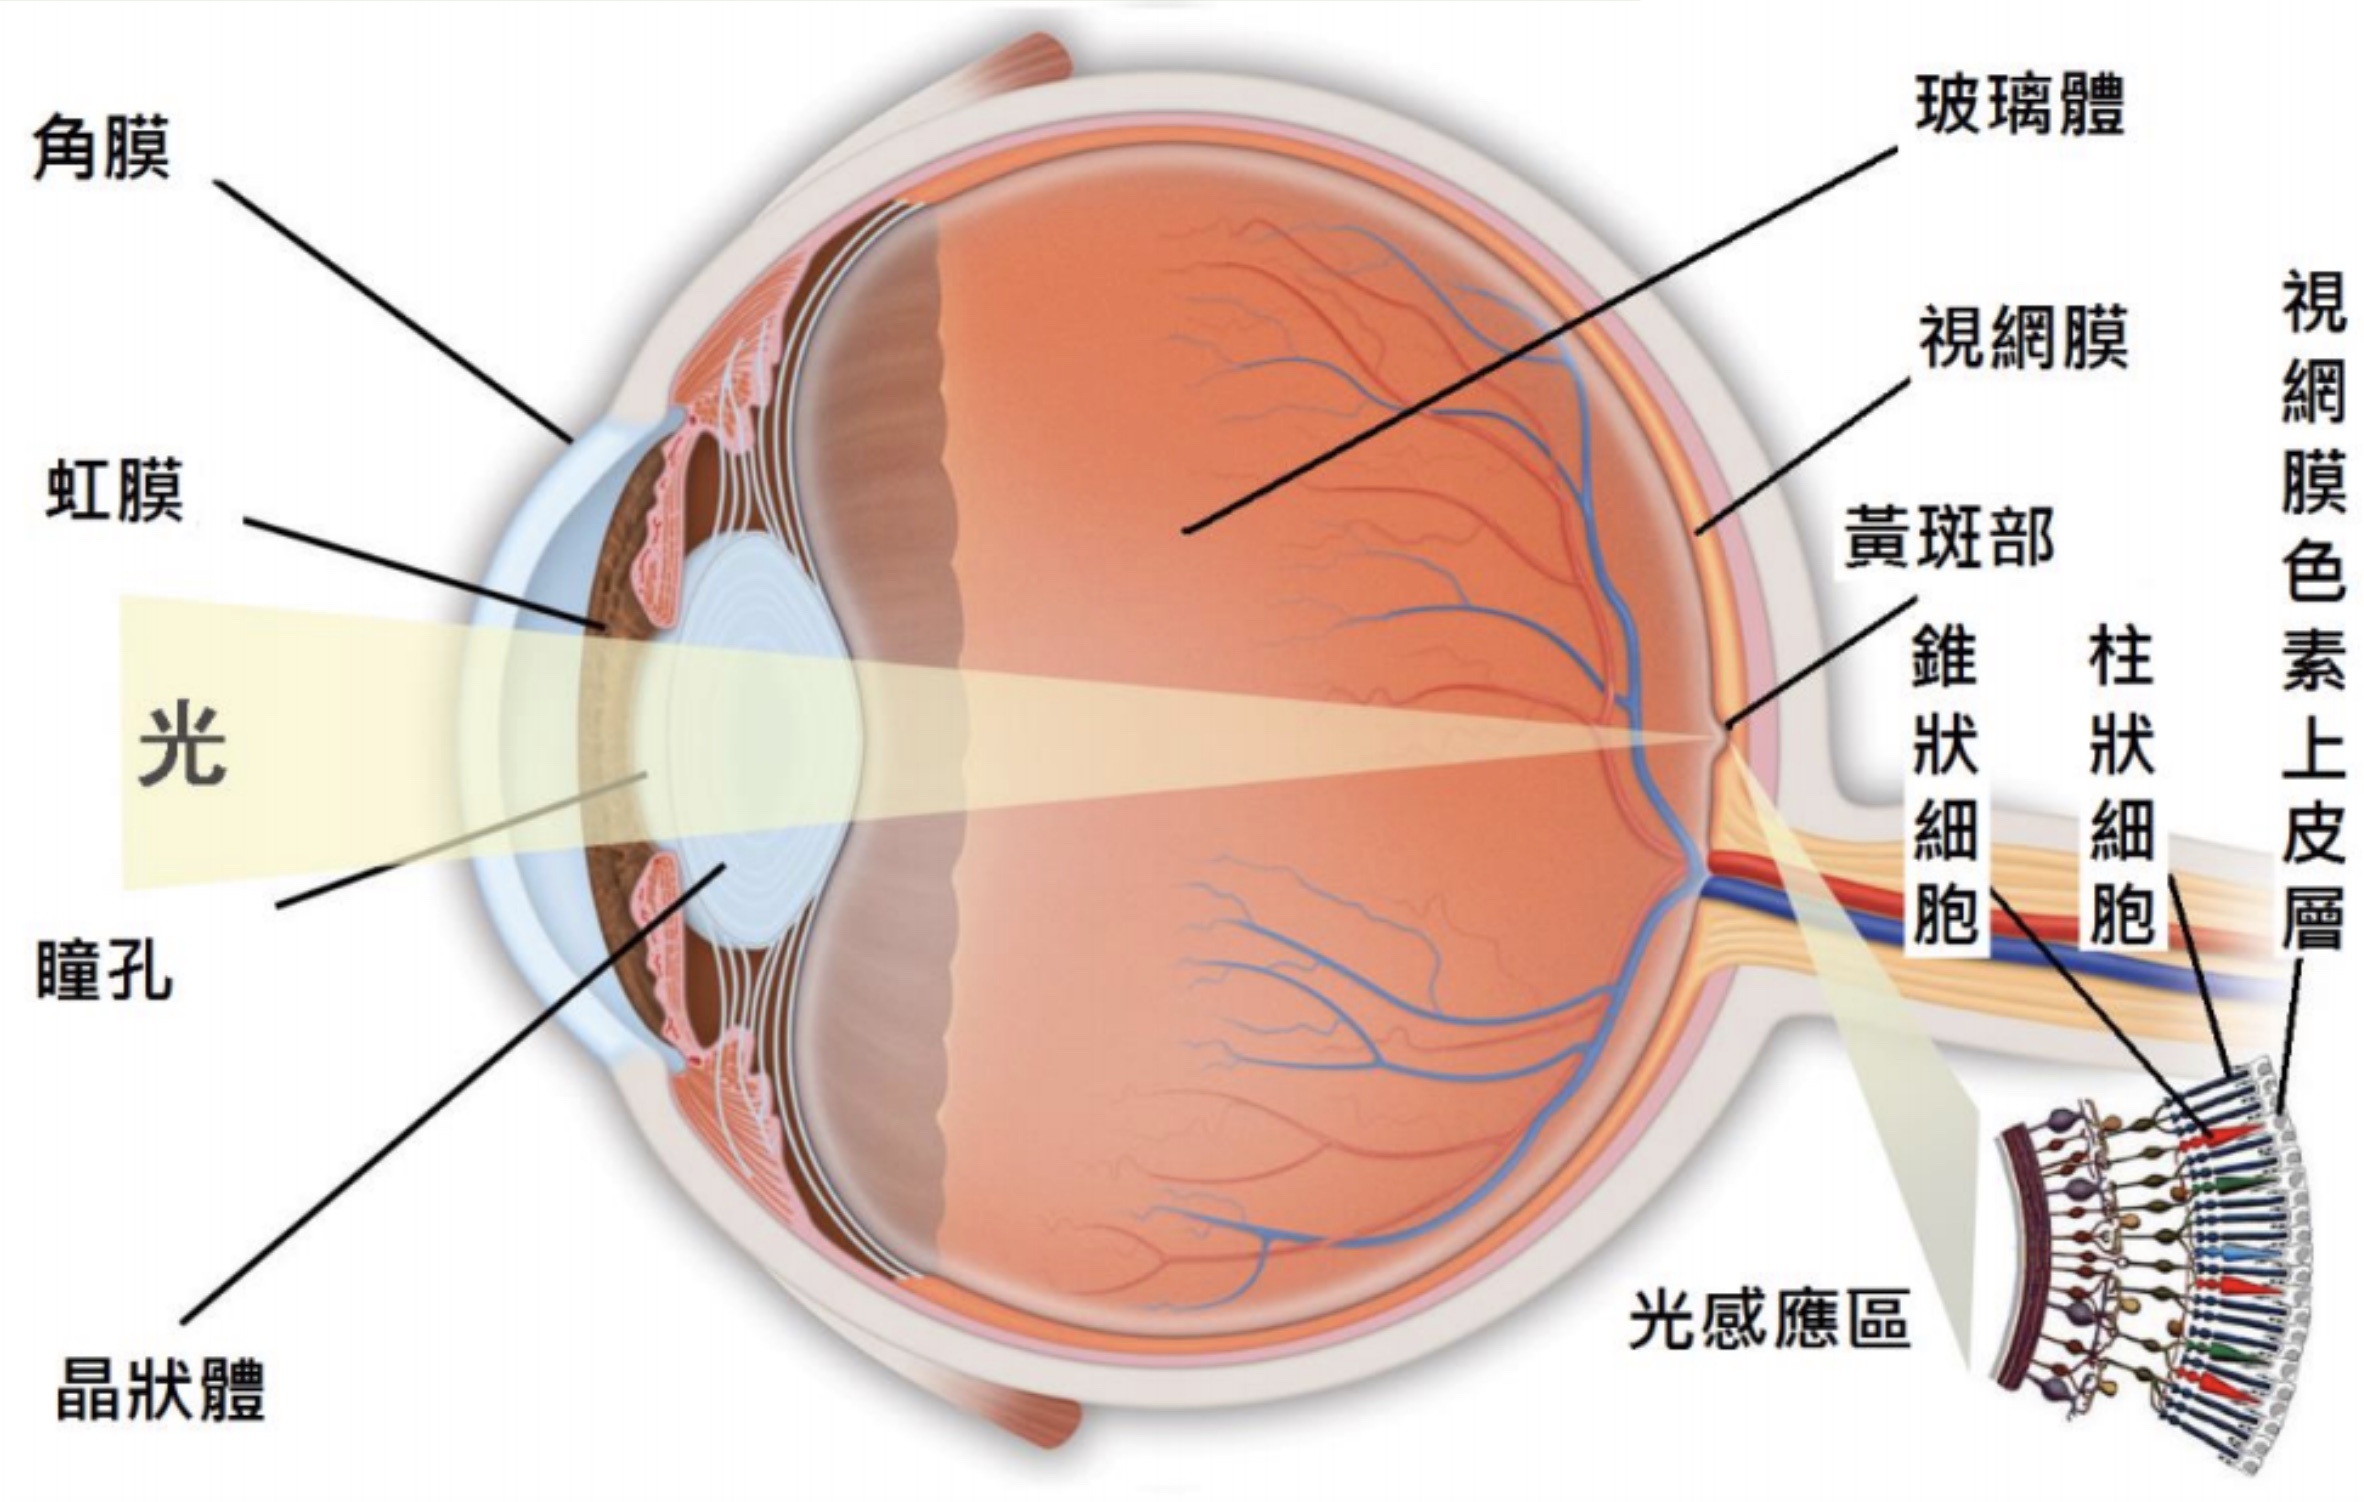 角膜
虹膜
光
瞳孔
晶狀體
玻璃體
視網膜
黃斑部
錐狀細胞
柱狀細胞
視網膜色素上皮層
光感應區